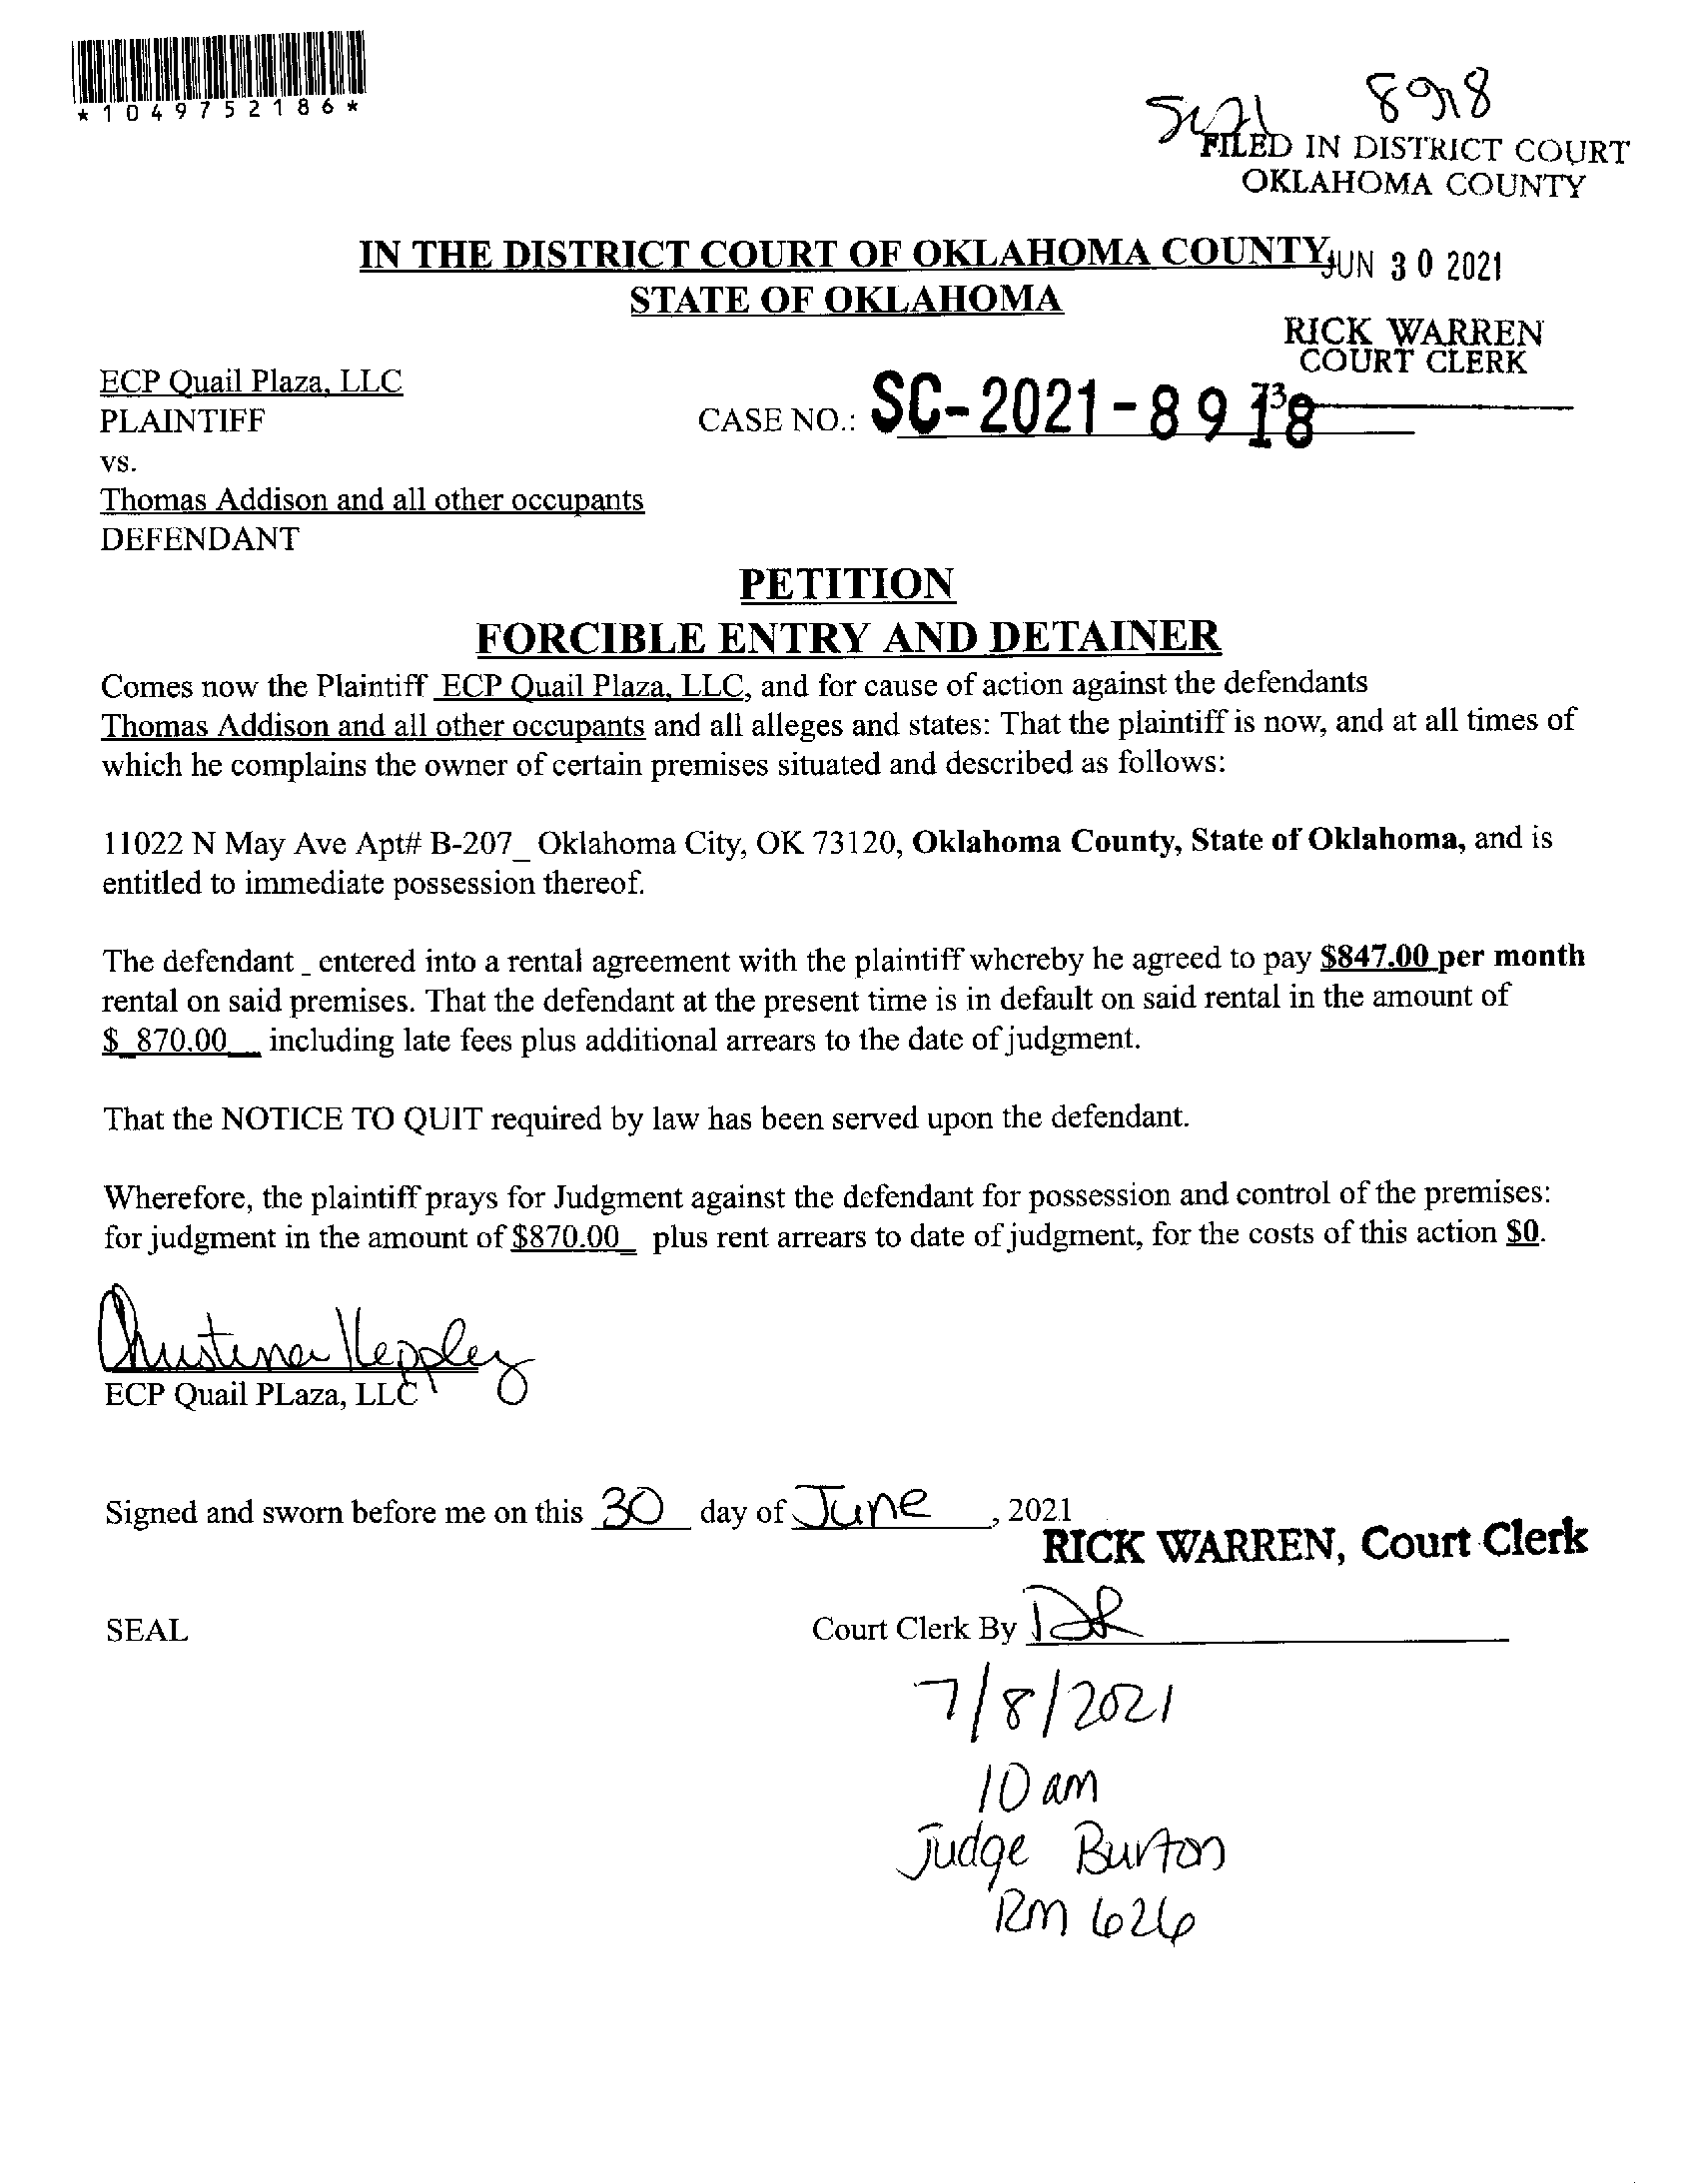 *1049752186*
8918
FILED IN DISTRICT COURT
OKLAHOMA COUNTY
IN THE DISTRICT COURT OF OKLAHOMA COUNTY
JUN 30 2021
STATE OF OKLAHOMA
RICK WARREN
COURT CLERK
ECP Quail Plaza, LLC
PLAINTIFF
CASE NO.: SC-2021-8918
73
vs.
Thomas Addison and all other occupants
DEFENDANT
PETITION
FORCIBLE ENTRY AND DETAINER
Comes now the Plaintiff ECP Quail Plaza, LLC, and for cause of action against the defendants
Thomas Addison and all other occupants and all alleges and states: That the plaintiff is now, and at all times of
which he complains the owner of certain premises situated and described as follows:
11022 N May Ave Apt# B-207_ Oklahoma City, OK 73120, Oklahoma County, State of Oklahoma, and is
entitled to immediate possession thereof.
The defendant _ entered into a rental agreement with the plaintiff whereby he agreed to pay $847.00 per month
rental on said premises. That the defendant at the present time is in default on said rental in the amount of
$_870.00__ including late fees plus additional arrears to the date of judgment.
That the NOTICE TO QUIT required by law has been served upon the defendant.
Wherefore, the plaintiff prays for Judgment against the defendant for possession and control of the premises:
for judgment in the amount of $870.00_ plus rent arrears to date of judgment, for the costs of this action $0.
ECP Quail PLaza, LLC
Signed and sworn before me on this 30 day of June, 2021
RICK WARREN, Court Clerk
SEAL
Court Clerk By DR
7/8/2021
10 am
Judge Burton
RM 626